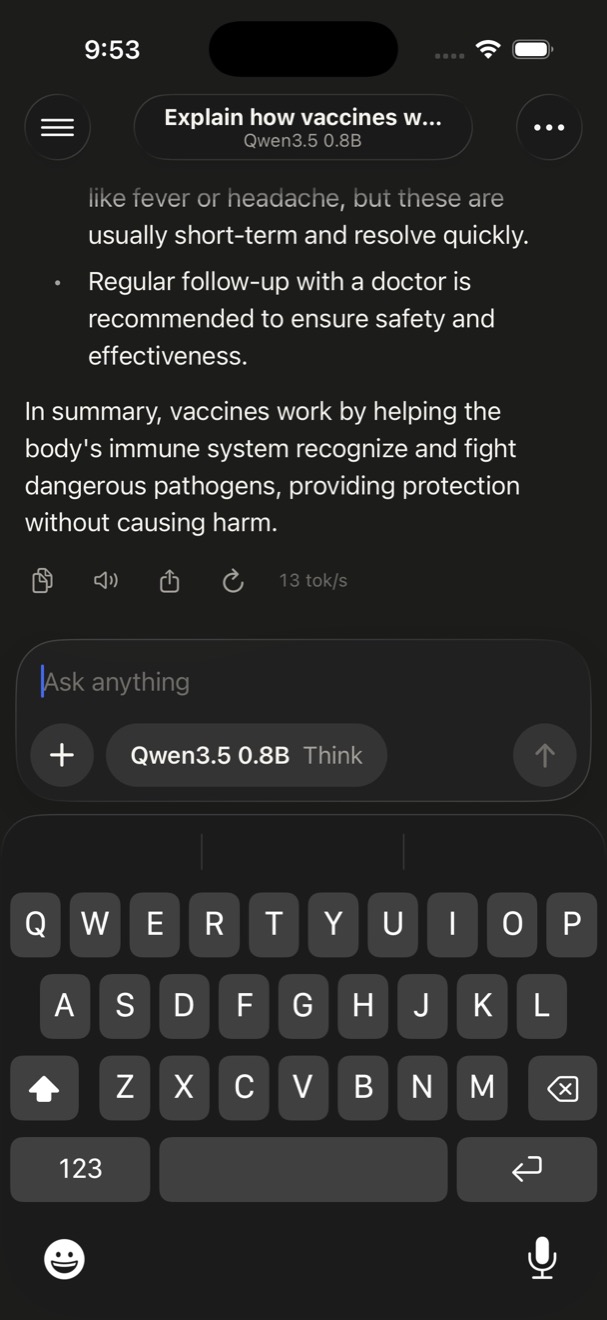 9:53
Explain how vaccines w...
Qwen3.5 0.8B
like fever or headache, but these are
usually short-term and resolve quickly.
• Regular follow-up with a doctor is
recommended to ensure safety and
effectiveness.
In summary, vaccines work by helping the
body's immune system recognize and fight
dangerous pathogens, providing protection
without causing harm.
13 tok/s
Ask anything
Qwen3.5 0.8B Think
Q W E R T Y U I O P
A S D F G H J K L
Z X C V B N M
123